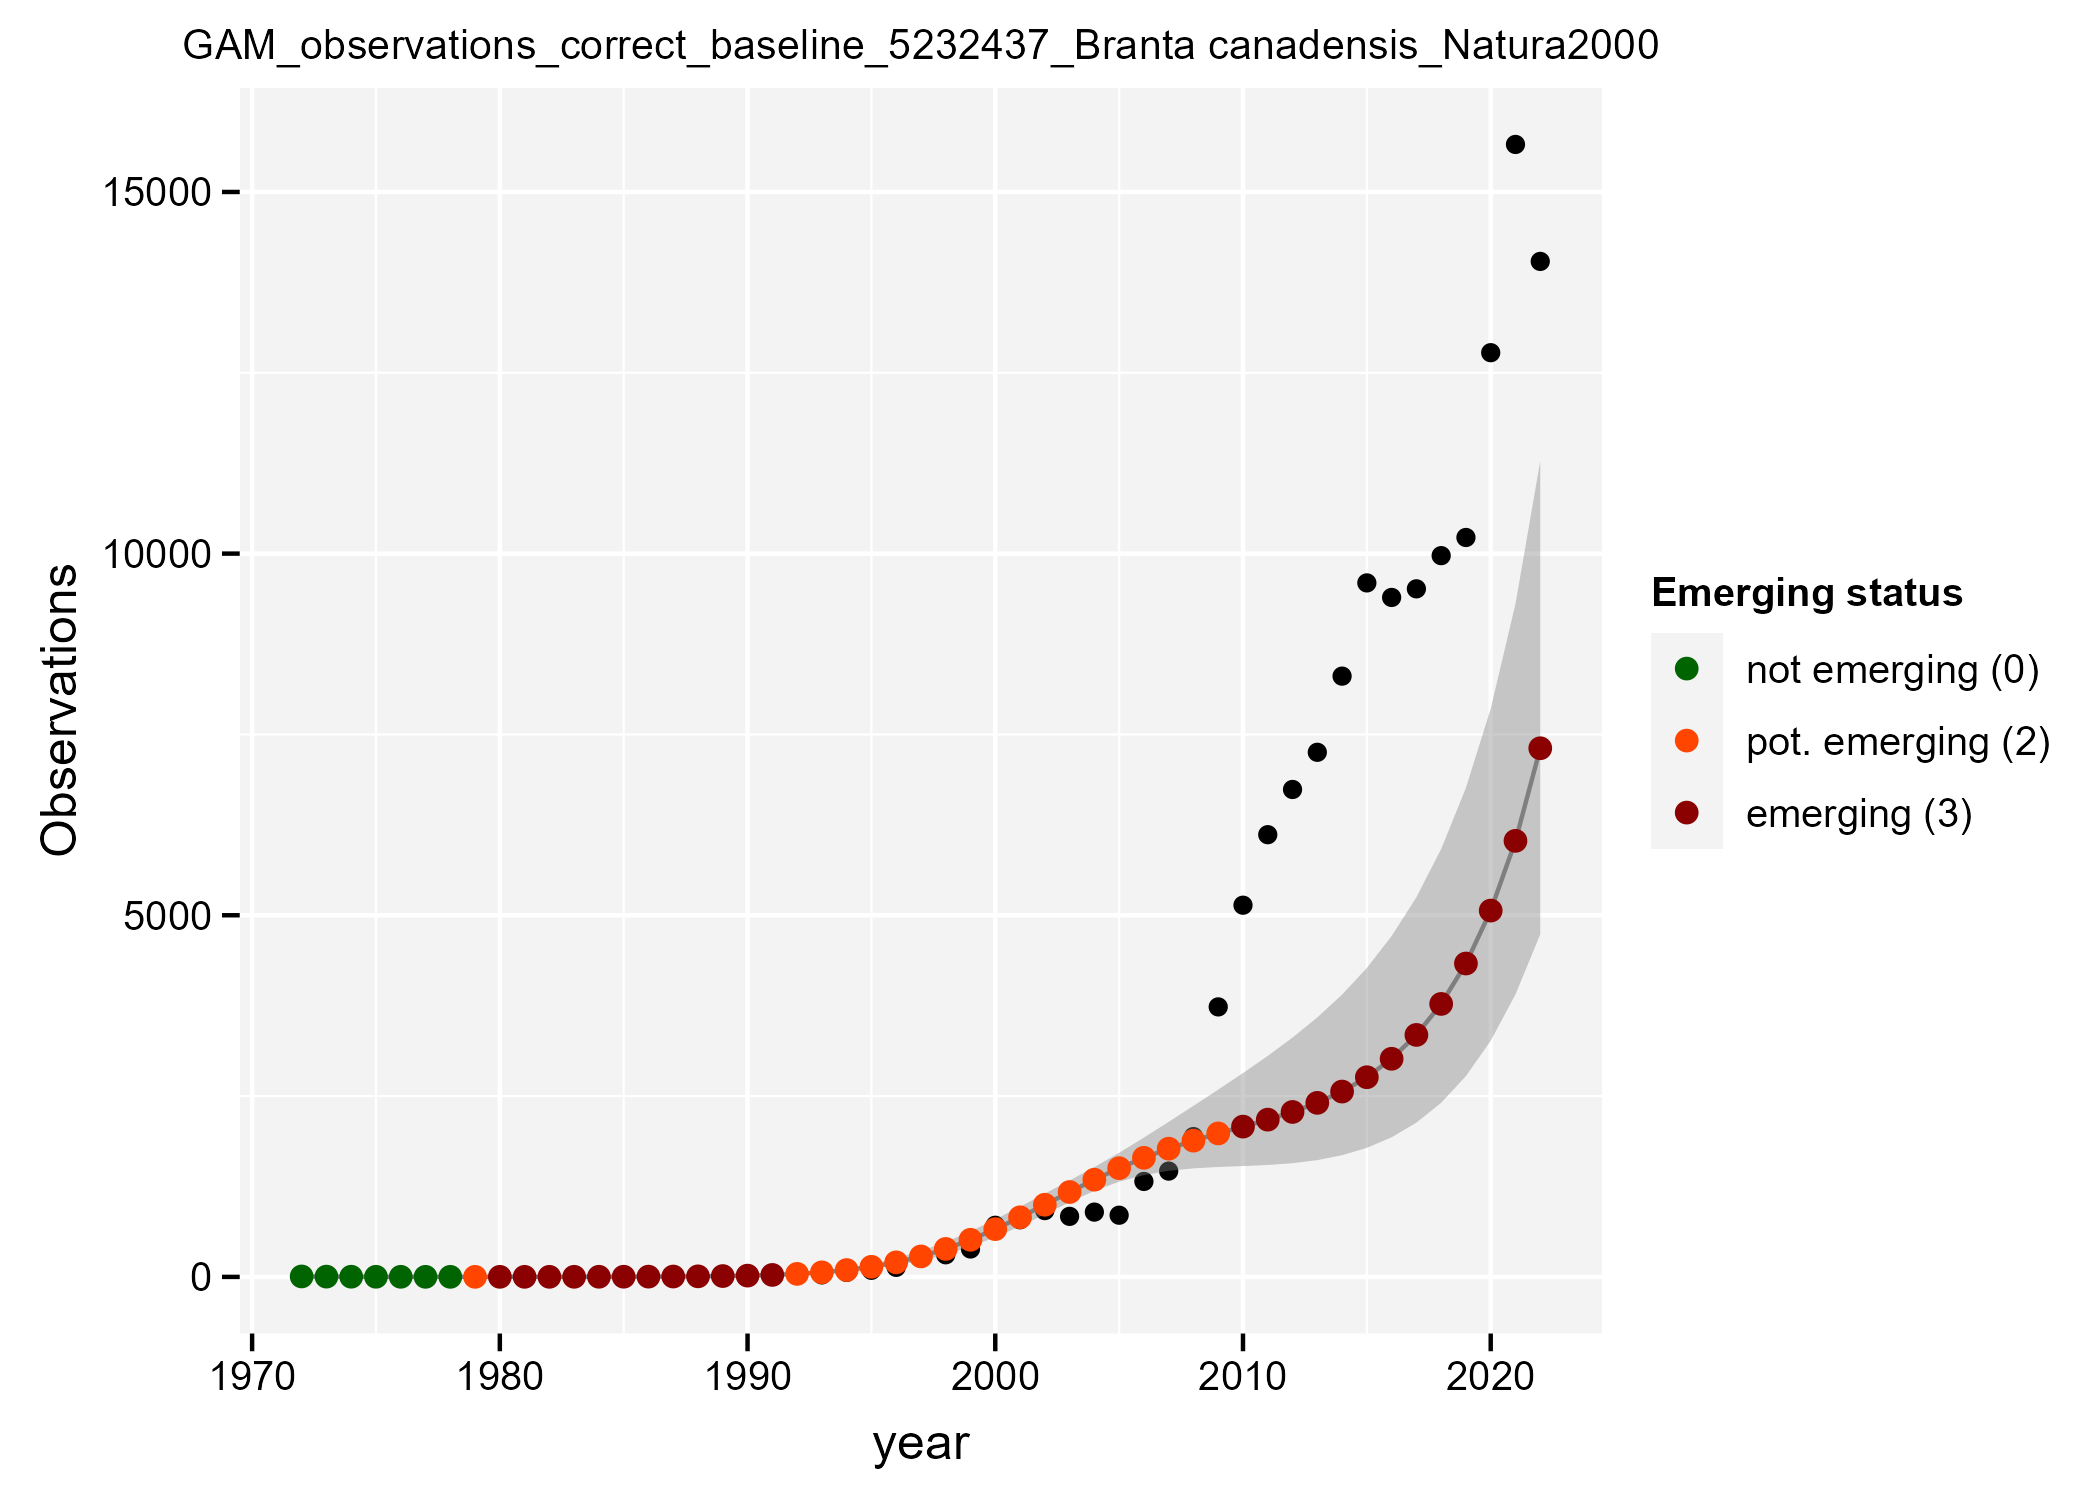 GAM_observations_correct_baseline_5232437_Branta canadensis_Natura2000
15000
10000
5000
0
Observations
1970 1980 1990 2000 2010 2020
year
Emerging status
not emerging (0)
pot. emerging (2)
emerging (3)